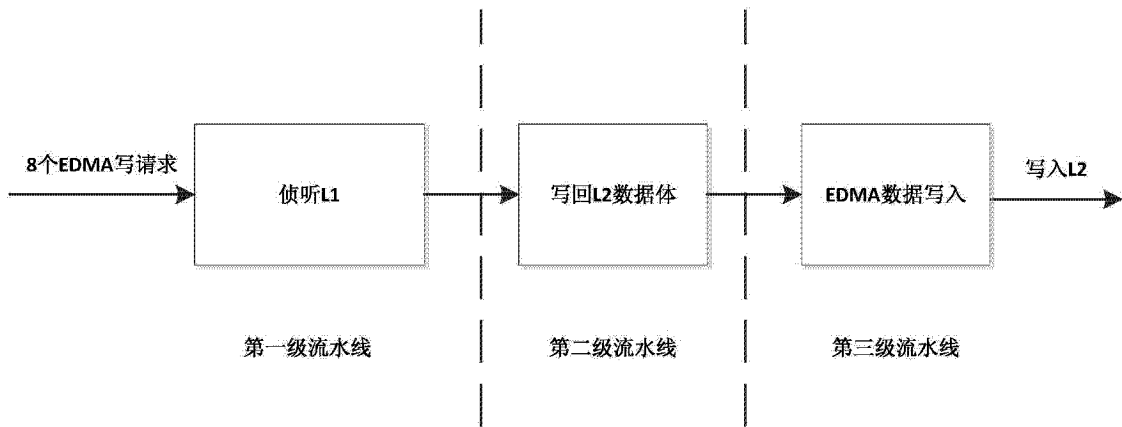 8个EDMA写请求
侦听L1
写回L2数据体
EDMA数据写入
写入L2
第一级流水线
第二级流水线
第三级流水线